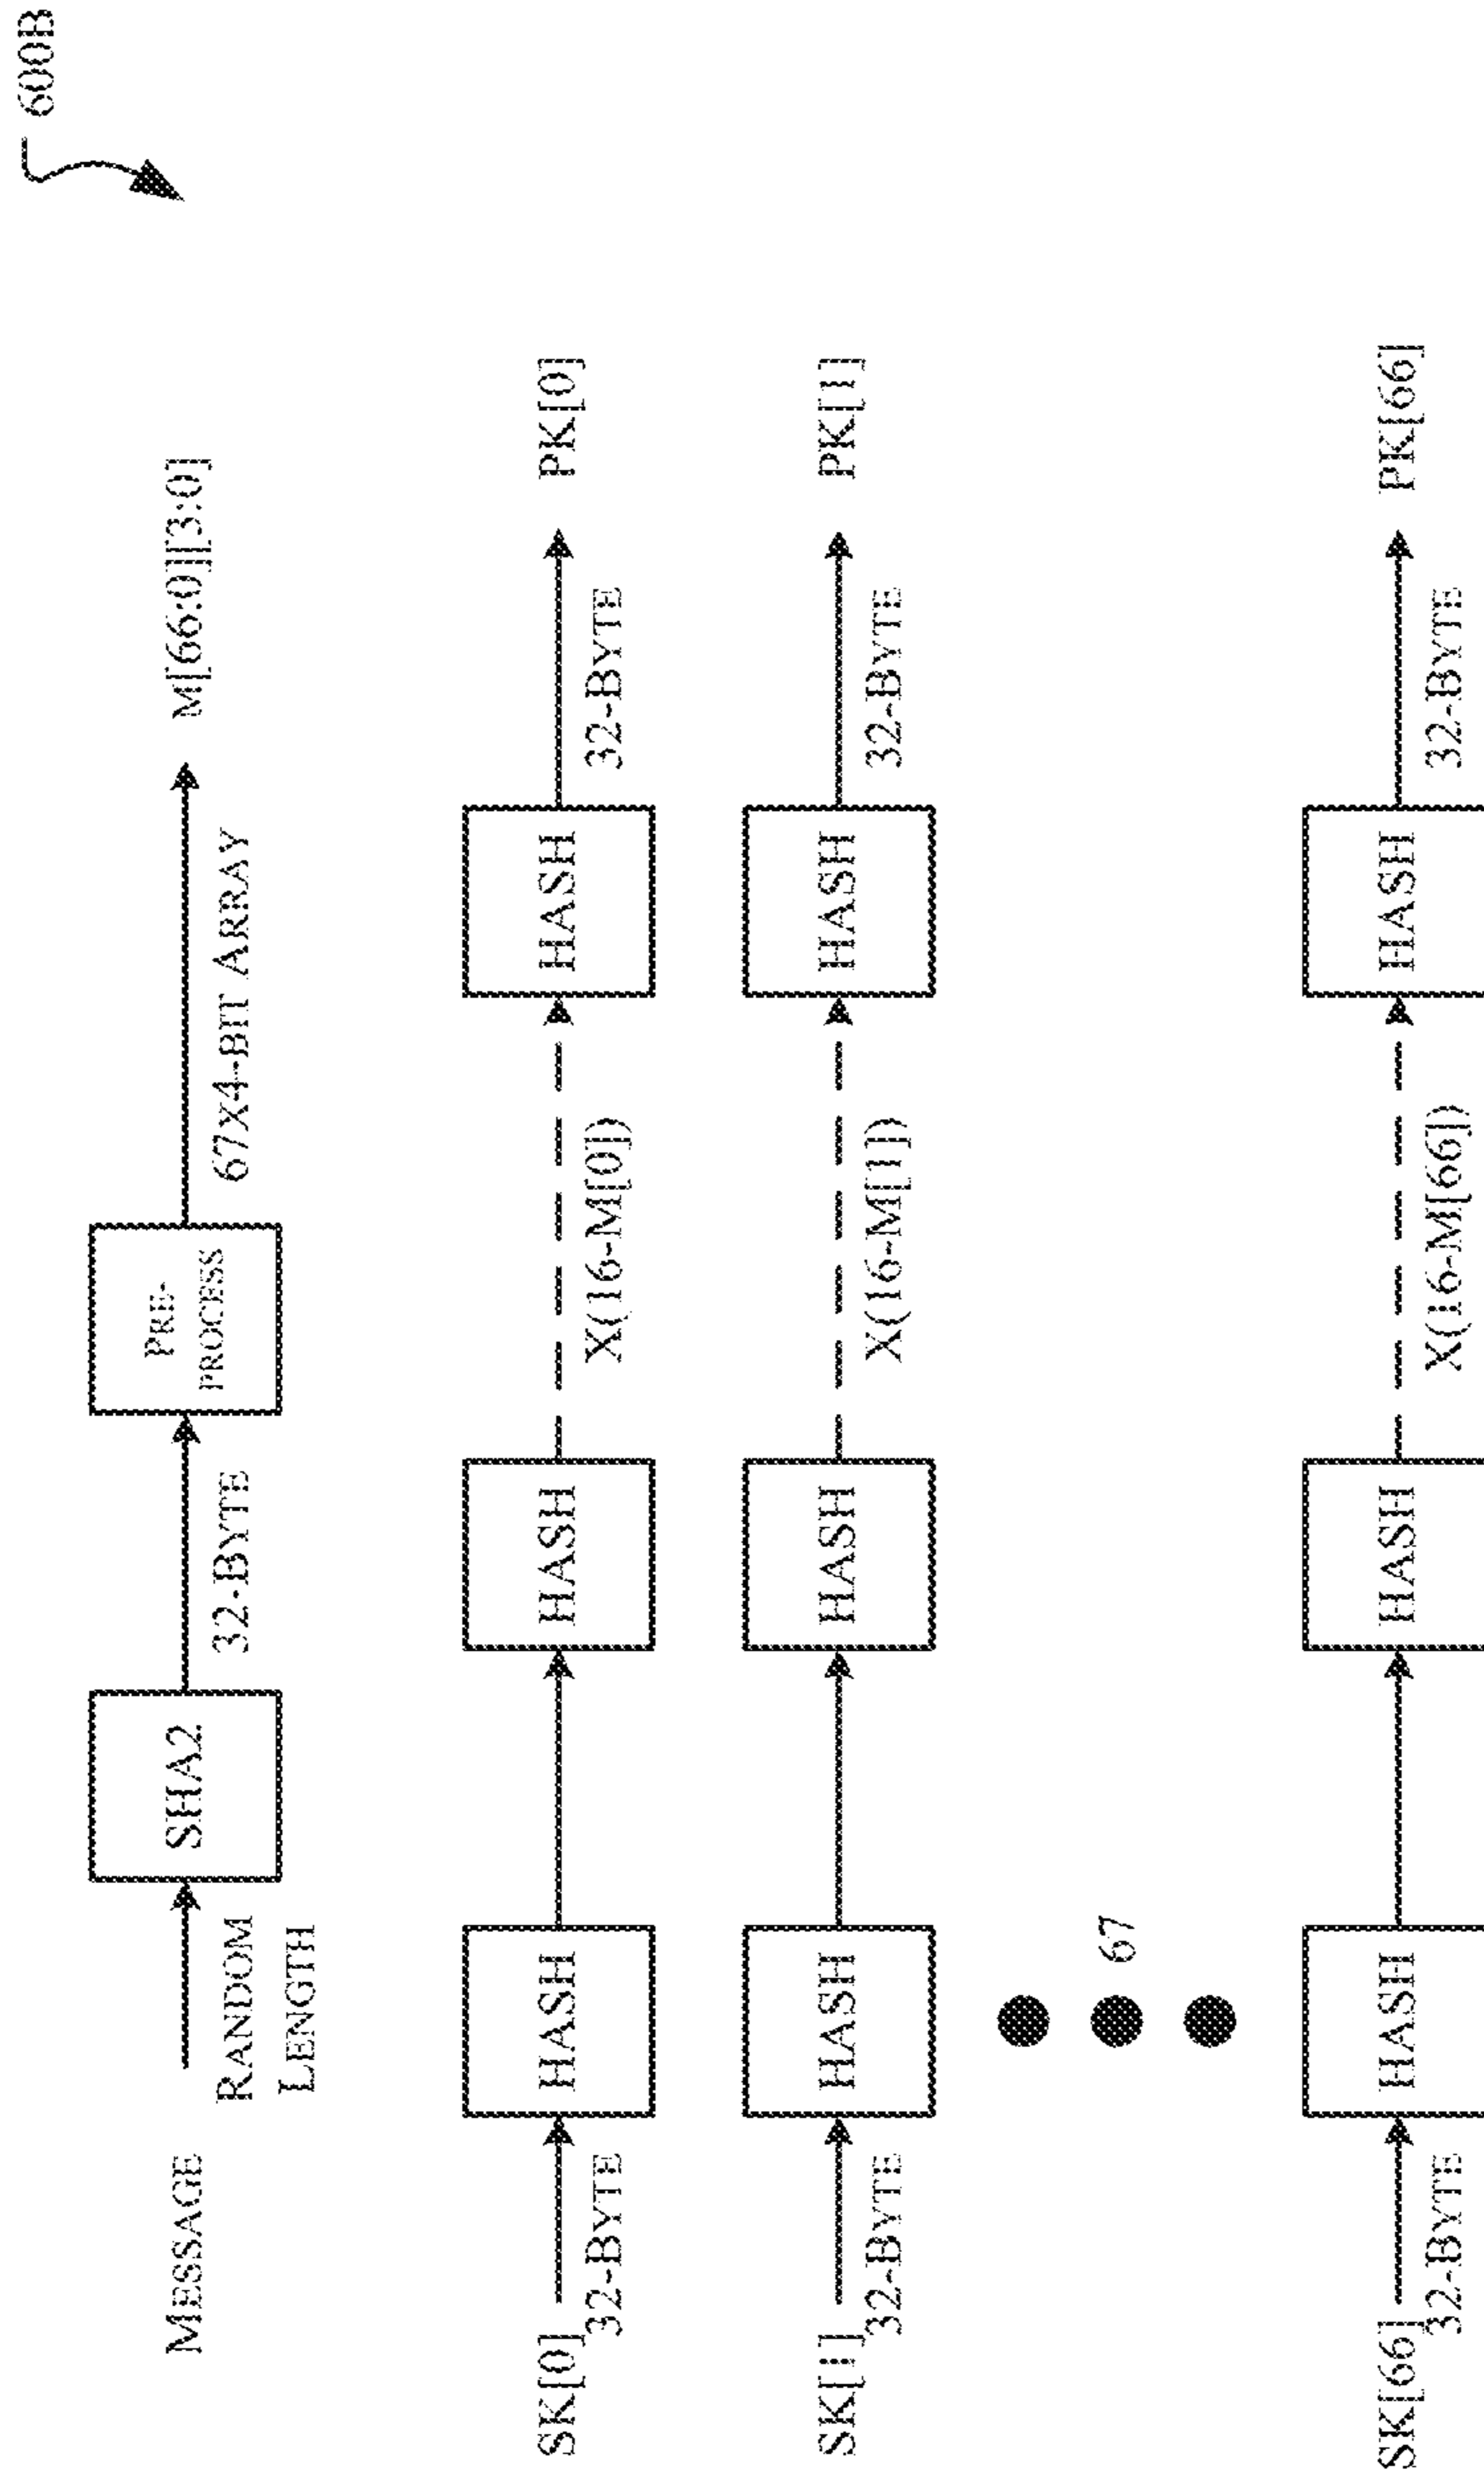 600B
MESSAGE
RANDOM
LENGTH
SHA2
32-BYTE
PRE-
PROCESS
67X4-BIT ARRAY
M[66:0][3:0]
SK[0]
32-BYTE
HASH
HASH
X(16-M[0])
HASH
32-BYTE
PK[0]
SK[1]
32-BYTE
HASH
HASH
X(16-M[1])
HASH
32-BYTE
PK[1]
67
SK[66]
32-BYTE
HASH
HASH
X(16-M[66])
HASH
32-BYTE
PK[66]